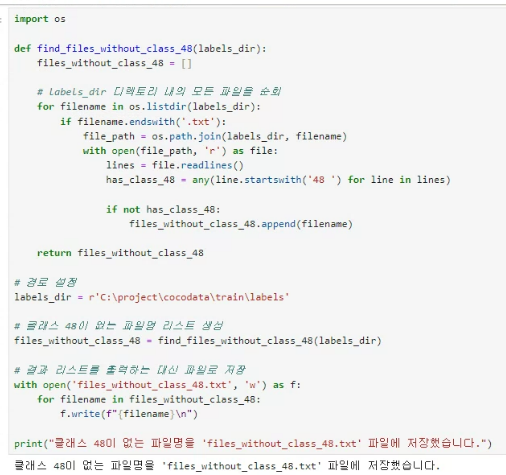 import os
def find_files_without_class_48(labels_dir):
    files_without_class_48 = []
    # labels_dir 디렉토리 내의 모든 파일을 순회
    for filename in os.listdir(labels_dir):
        if filename.endswith('.txt'):
            file_path = os.path.join(labels_dir, filename)
            with open(file_path, 'r') as file:
                lines = file.readlines()
                has_class_48 = any(line.startswith('48 ') for line in lines)
                if not has_class_48:
                    files_without_class_48.append(filename)
    return files_without_class_48
# 경로 설정
labels_dir = r'C:\project\cocodata\train\labels'
# 클래스 48이 없는 파일명 리스트 생성
files_without_class_48 = find_files_without_class_48(labels_dir)
# 결과 리스트를 출력하는 대신 파일로 저장
with open('files_without_class_48.txt', 'w') as f:
    for filename in files_without_class_48:
        f.write(f"{filename}\n")
print("클래스 48이 없는 파일명을 'files_without_class_48.txt' 파일에 저장했습니다.")
클래스 48이 없는 파일명을 'files_without_class_48.txt' 파일에 저장했습니다.